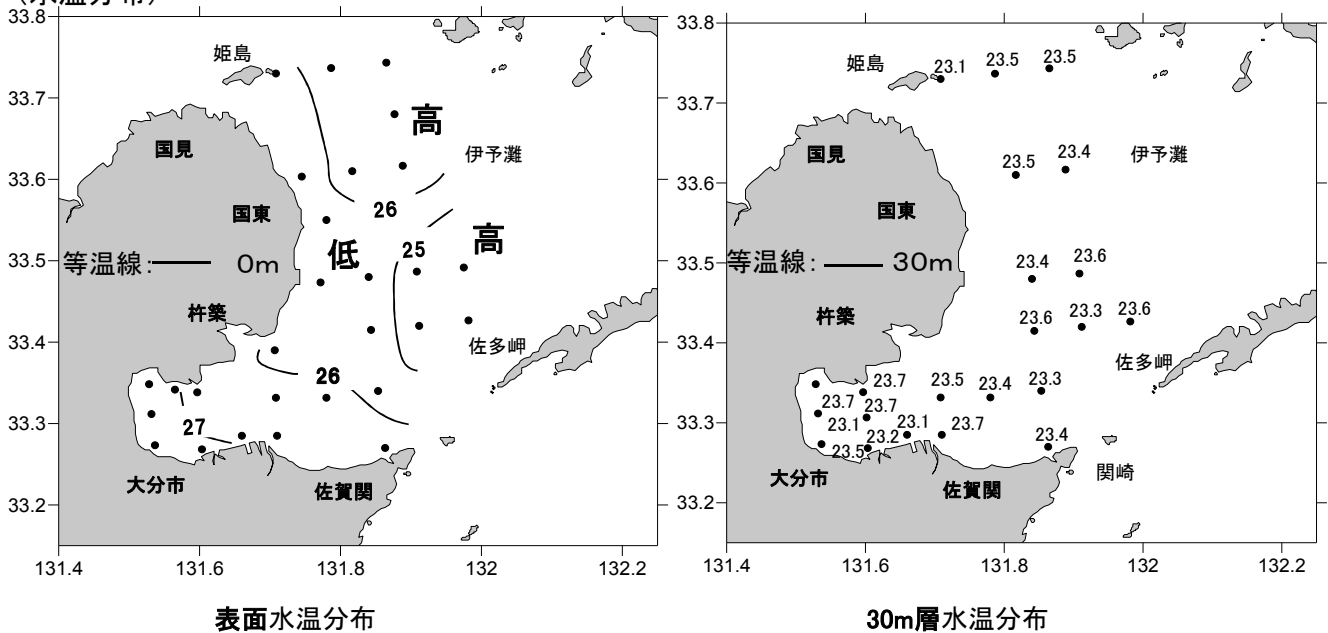 (水温分布)
33.8
33.7
33.6
33.5
33.4
33.3
33.2
131.4
131.6
131.8
132
132.2
姫島
国見
国東
杵築
大分市
佐賀関
伊予灘
佐多岬
高
高
低
26
25
26
27
等温線: 0m
表面水温分布
33.8
33.7
33.6
33.5
33.4
33.3
33.2
131.4
131.6
131.8
132
132.2
姫島
23.1
23.5
23.5
国見
23.5
23.4
伊予灘
国東
23.4
23.6
等温線: 30m
杵築
23.6
23.3
23.6
佐多岬
23.7
23.5
23.4
23.3
23.7
23.7
23.1
23.2
23.1
23.7
23.5
23.4
大分市
佐賀関
関崎
30m層水温分布